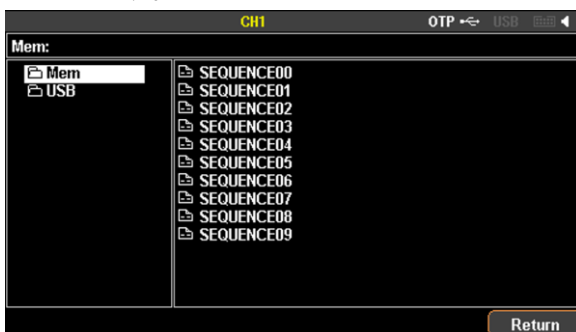 CH1 OTP USB
Mem:
Mem
USB
SEQUENCE00
SEQUENCE01
SEQUENCE02
SEQUENCE03
SEQUENCE04
SEQUENCE05
SEQUENCE06
SEQUENCE07
SEQUENCE08
SEQUENCE09
Return